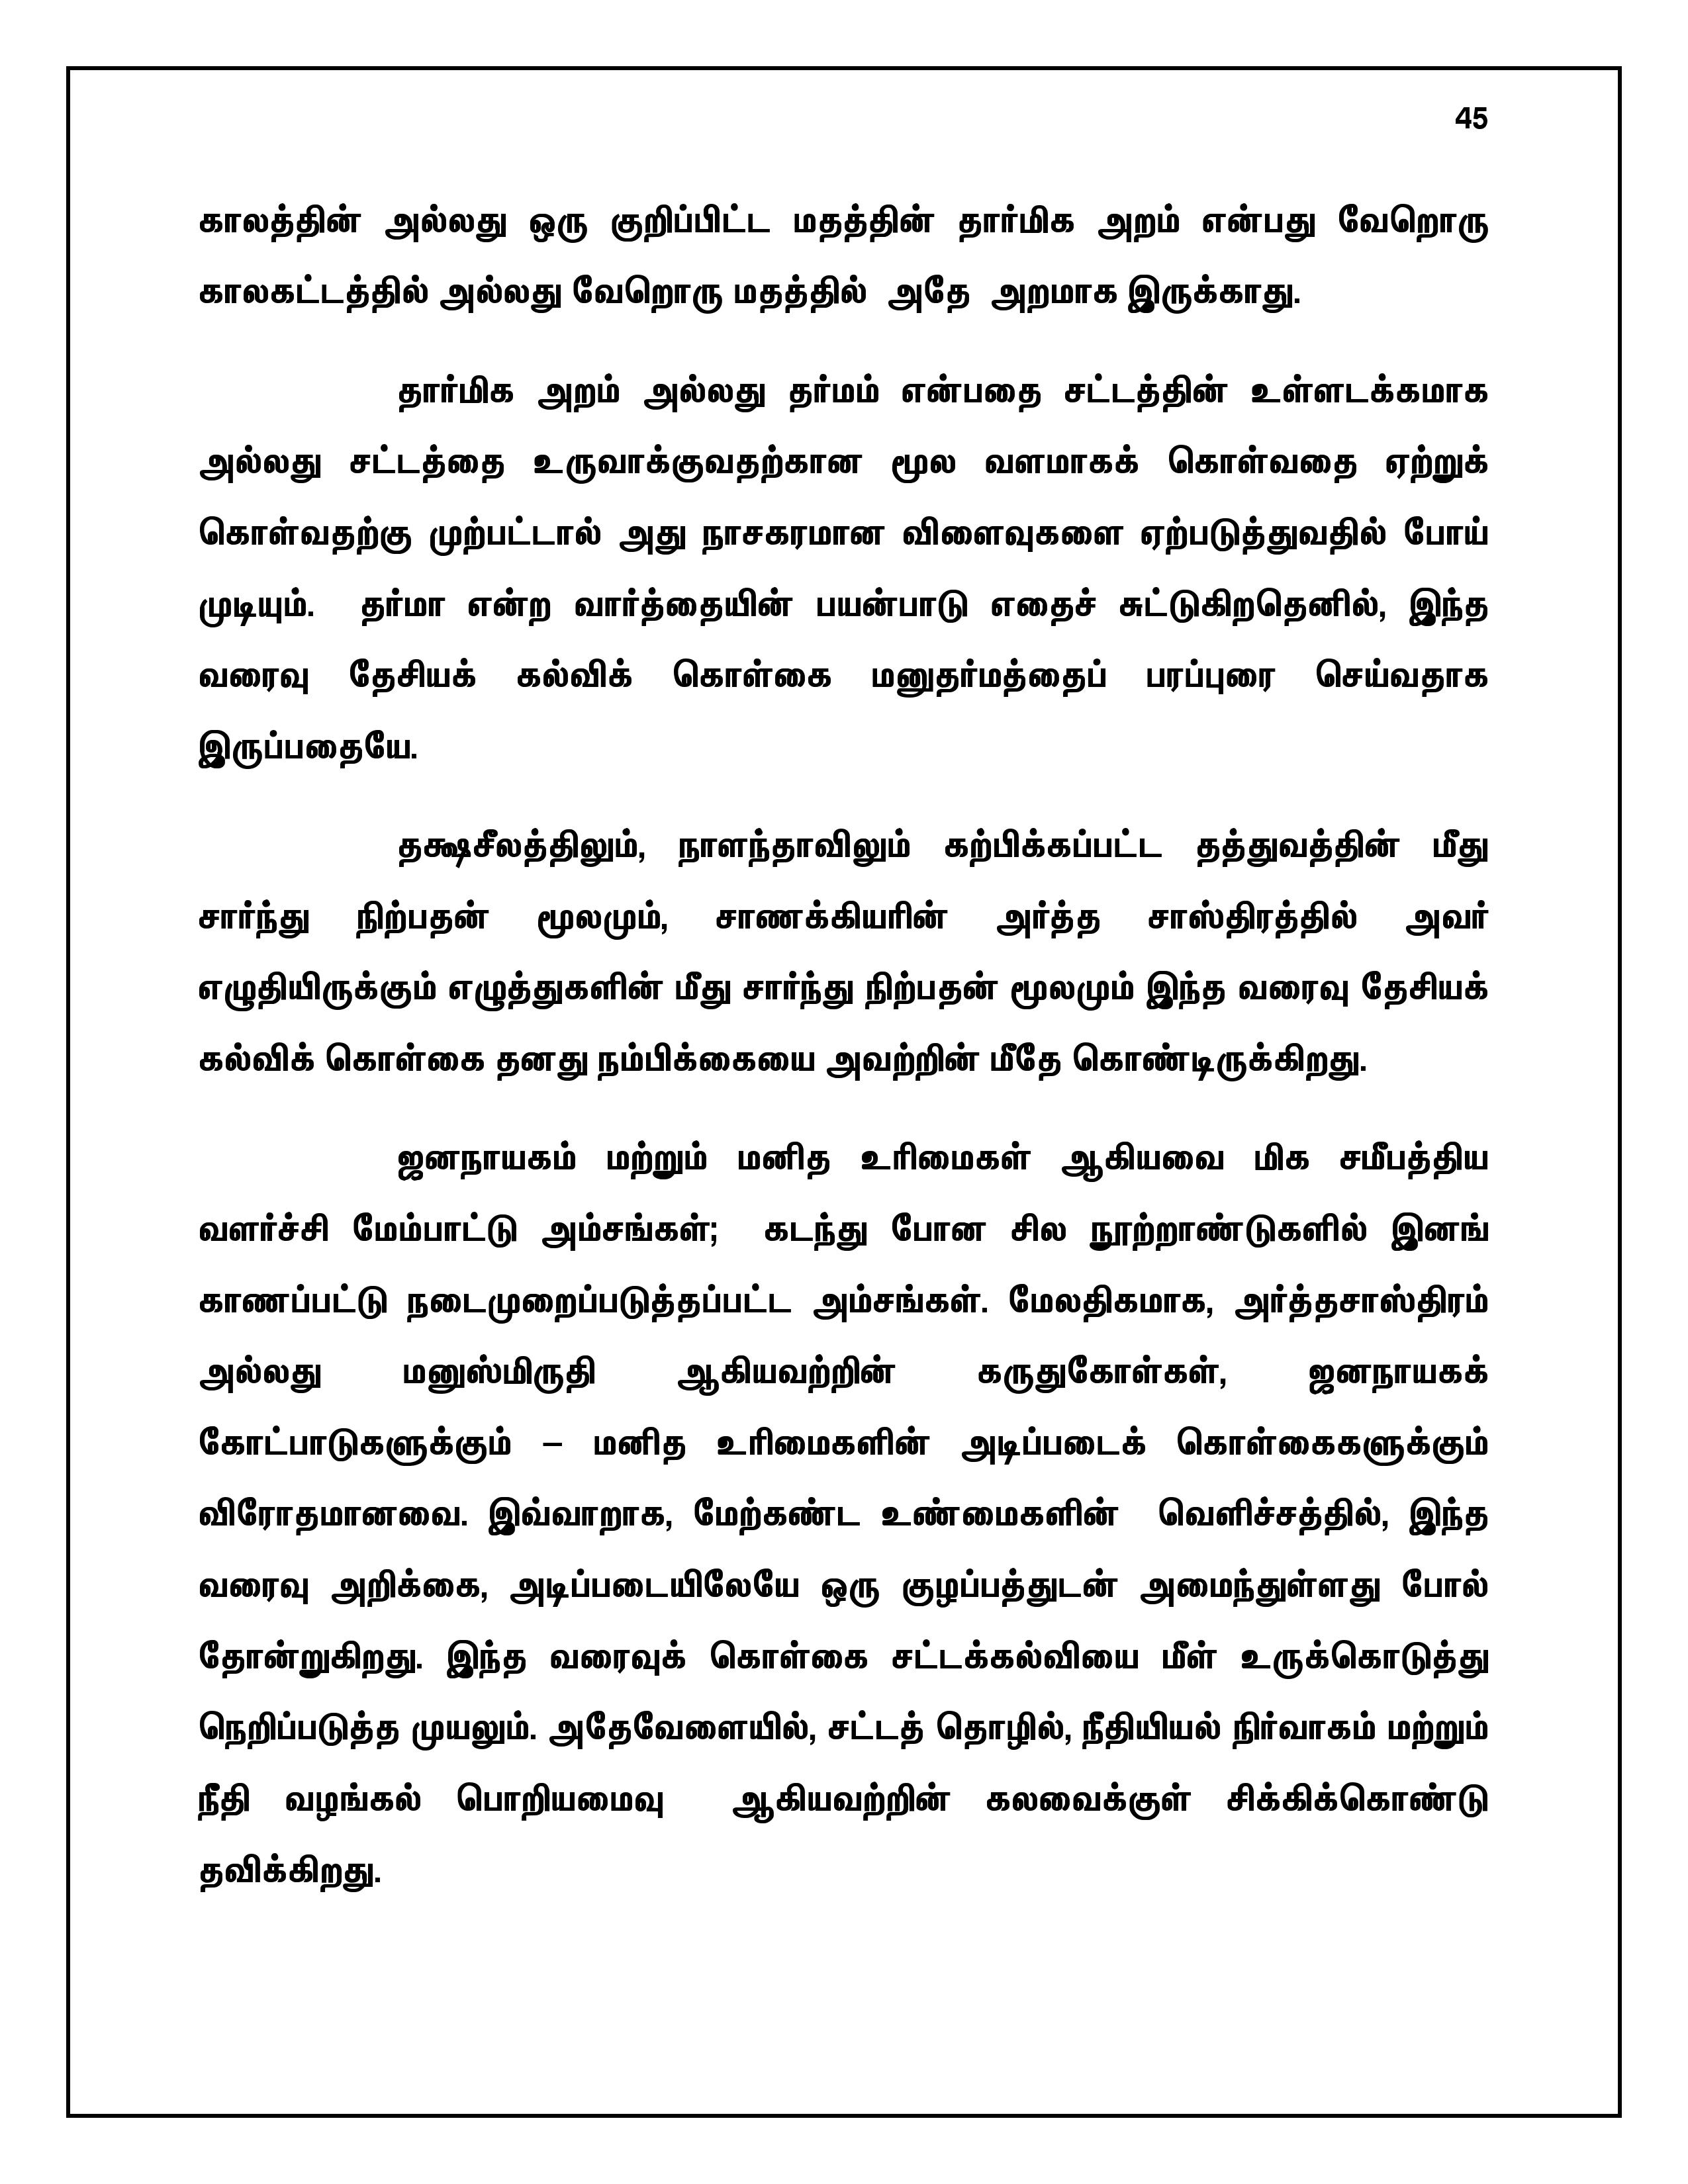 45
காலத்தின் அல்லது ஒரு குறிப்பிட்ட மதத்தின் தார்மிக அறம் என்பது வேறொரு
காலகட்டத்தில் அல்லது வேறொரு மதத்தில் அதே அறமாக இருக்காது.
தார்மிக அறம் அல்லது தர்மம் என்பதை சட்டத்தின் உள்ளடக்கமாக
அல்லது சட்டத்தை உருவாக்குவதற்கான மூல வளமாகக் கொள்வதை ஏற்றுக்
கொள்வதற்கு முற்பட்டால் அது நாசகரமான விளைவுகளை ஏற்படுத்துவதில் போய்
முடியும். தர்மா என்ற வார்த்தையின் பயன்பாடு எதைச் சுட்டுகிறதெனில், இந்த
வரைவு தேசியக் கல்விக் கொள்கை மனுதர்மத்தைப் பரப்புரை செய்வதாக
இருப்பதையே.
தக்ஷசீலத்திலும், நாளந்தாவிலும் கற்பிக்கப்பட்ட தத்துவத்தின் மீது
சார்ந்து நிற்பதன் மூலமும், சாணக்கியரின் அர்த்த சாஸ்திரத்தில் அவர்
எழுதியிருக்கும் எழுத்துகளின் மீது சார்ந்து நிற்பதன் மூலமும் இந்த வரைவு தேசியக்
கல்விக் கொள்கை தனது நம்பிக்கையை அவற்றின் மீதே கொண்டிருக்கிறது.
ஜனநாயகம் மற்றும் மனித உரிமைகள் ஆகியவை மிக சமீபத்திய
வளர்ச்சி மேம்பாட்டு அம்சங்கள்; கடந்து போன சில நூற்றாண்டுகளில் இனங்
காணப்பட்டு நடைமுறைப்படுத்தப்பட்ட அம்சங்கள். மேலதிகமாக, அர்த்தசாஸ்திரம்
அல்லது மனுஸ்மிருதி ஆகியவற்றின் கருதுகோள்கள், ஜனநாயகக்
கோட்பாடுகளுக்கும் – மனித உரிமைகளின் அடிப்படைக் கொள்கைகளுக்கும்
விரோதமானவை. இவ்வாறாக, மேற்கண்ட உண்மைகளின் வெளிச்சத்தில், இந்த
வரைவு அறிக்கை, அடிப்படையிலேயே ஒரு குழப்பத்துடன் அமைந்துள்ளது போல்
தோன்றுகிறது. இந்த வரைவுக் கொள்கை சட்டக்கல்வியை மீள் உருக்கொடுத்து
நெறிப்படுத்த முயலும். அதேவேளையில், சட்டத் தொழில், நீதியியல் நிர்வாகம் மற்றும்
நீதி வழங்கல் பொறியமைவு ஆகியவற்றின் கலவைக்குள் சிக்கிக்கொண்டு
தவிக்கிறது.